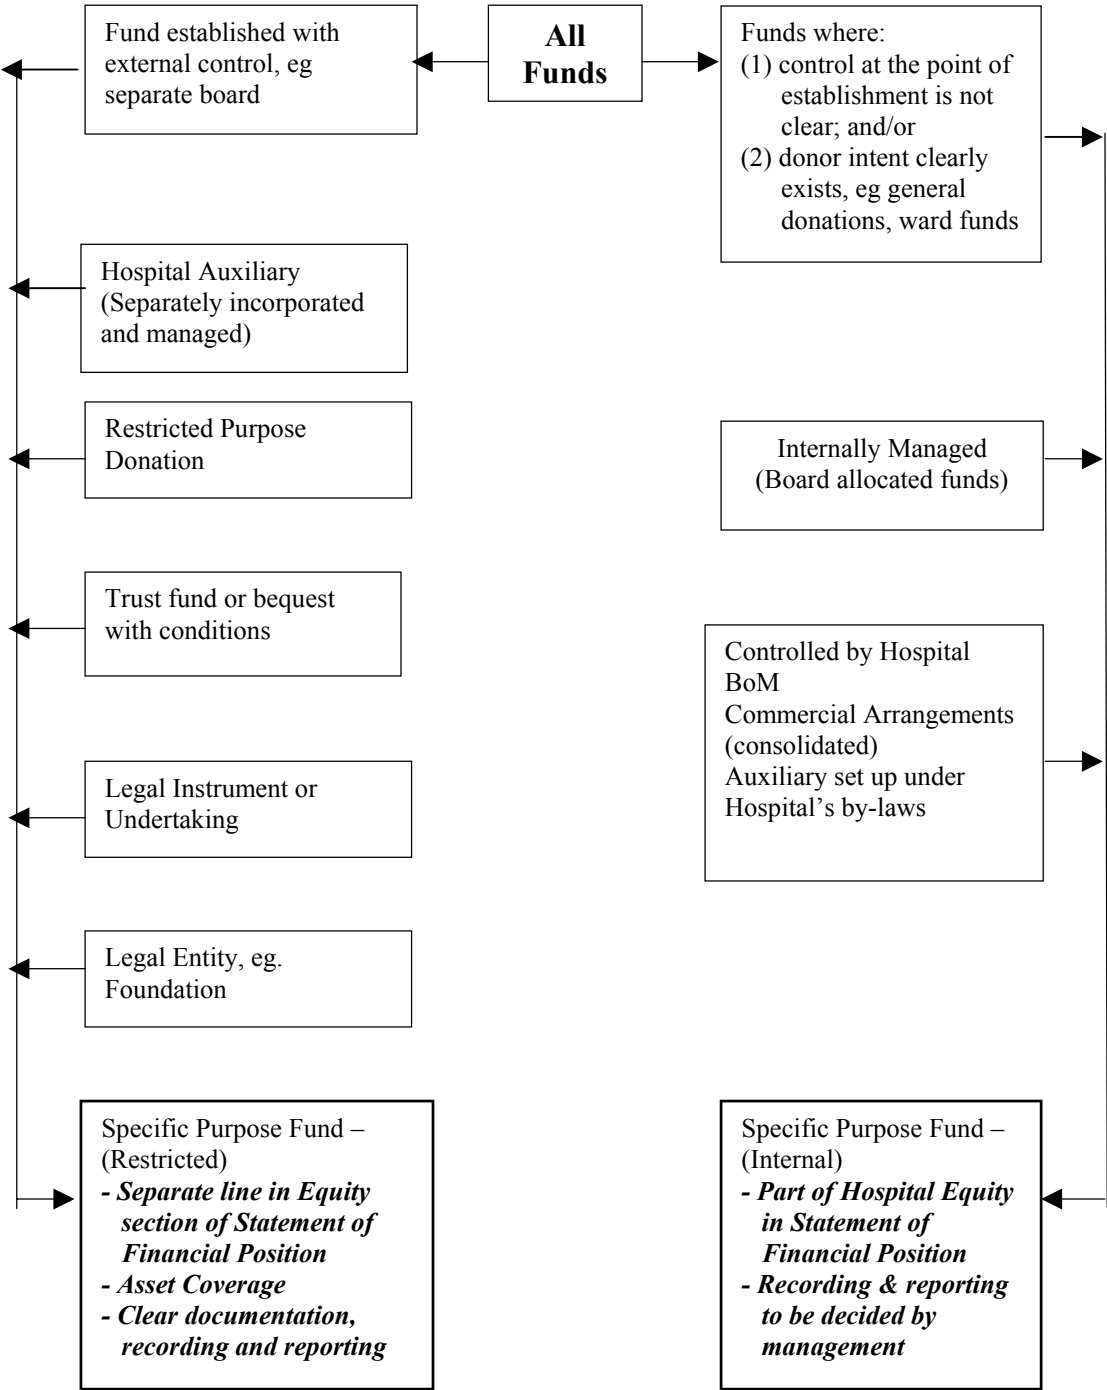 Fund established with
external control, eg
separate board
All
Funds
Funds where:
(1) control at the point of
establishment is not
clear; and/or
(2) donor intent clearly
exists, eg general
donations, ward funds
Hospital Auxiliary
(Separately incorporated
and managed)
Restricted Purpose
Donation
Internally Managed
(Board allocated funds)
Trust fund or bequest
with conditions
Controlled by Hospital
BoM
Commercial Arrangements
(consolidated)
Auxiliary set up under
Hospital’s by-laws
Legal Instrument or
Undertaking
Legal Entity, eg.
Foundation
Specific Purpose Fund –
(Restricted)
- Separate line in Equity
section of Statement of
Financial Position
- Asset Coverage
- Clear documentation,
recording and reporting
Specific Purpose Fund –
(Internal)
- Part of Hospital Equity
in Statement of
Financial Position
- Recording & reporting
to be decided by
management